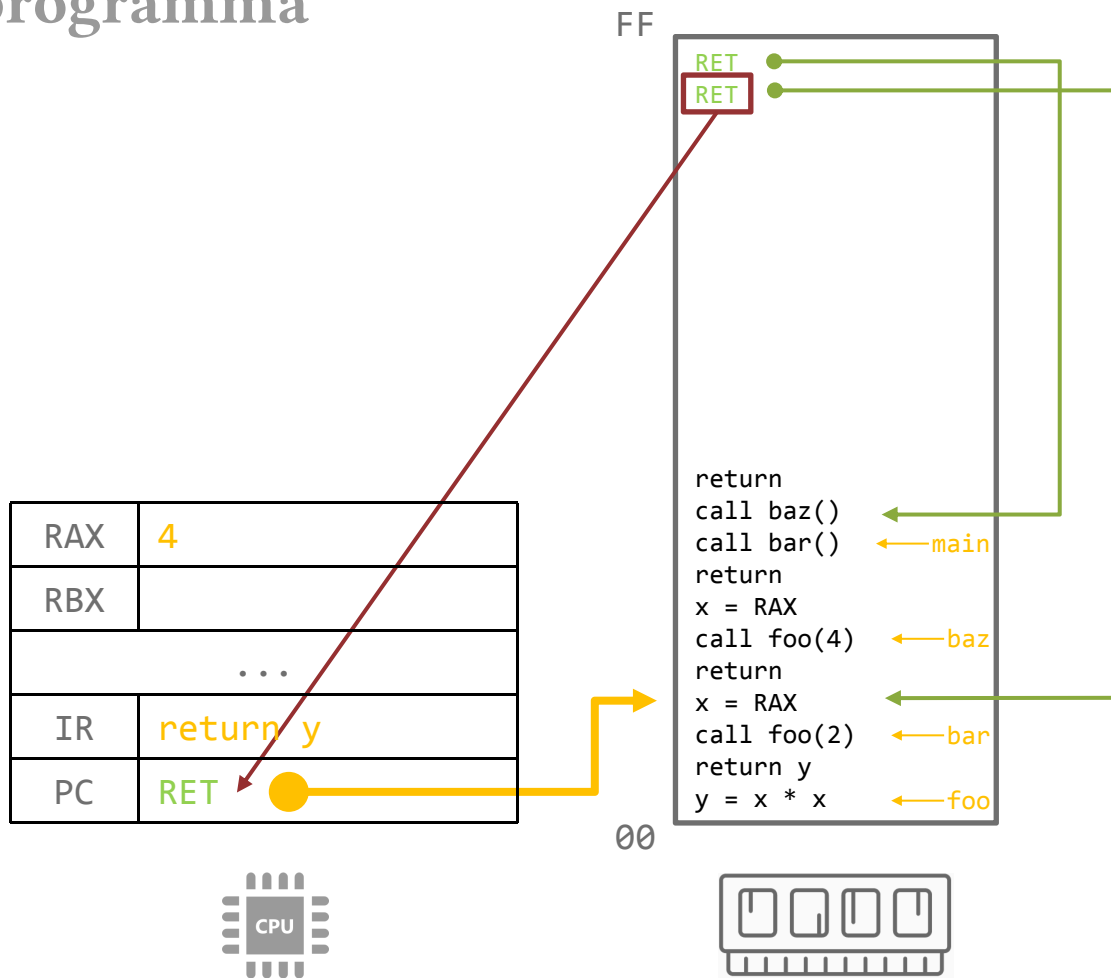 programma
FF
RET
RET
return
call baz()
call bar() main
return
x = RAX
call foo(4) baz
return
x = RAX
call foo(2) bar
return y
y = x * x foo
00
RAX 4
RBX
...
IR return y
PC RET
CPU